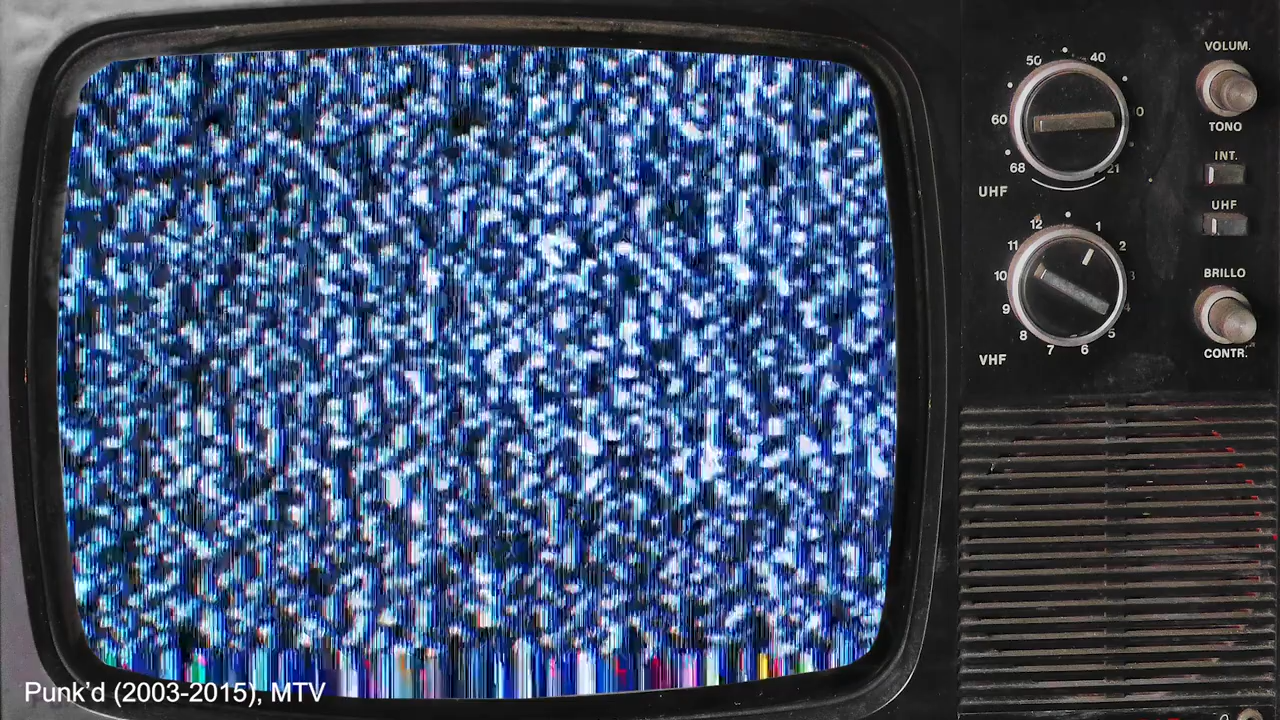 50 40
60 0
68 21
UHF
12 1
11 2
10 3
9 4
8 5
7 6
VHF
VOLUM.
TONO
INT.
UHF
BRILLO
CONTR.
Punk'd (2003-2015), MTV